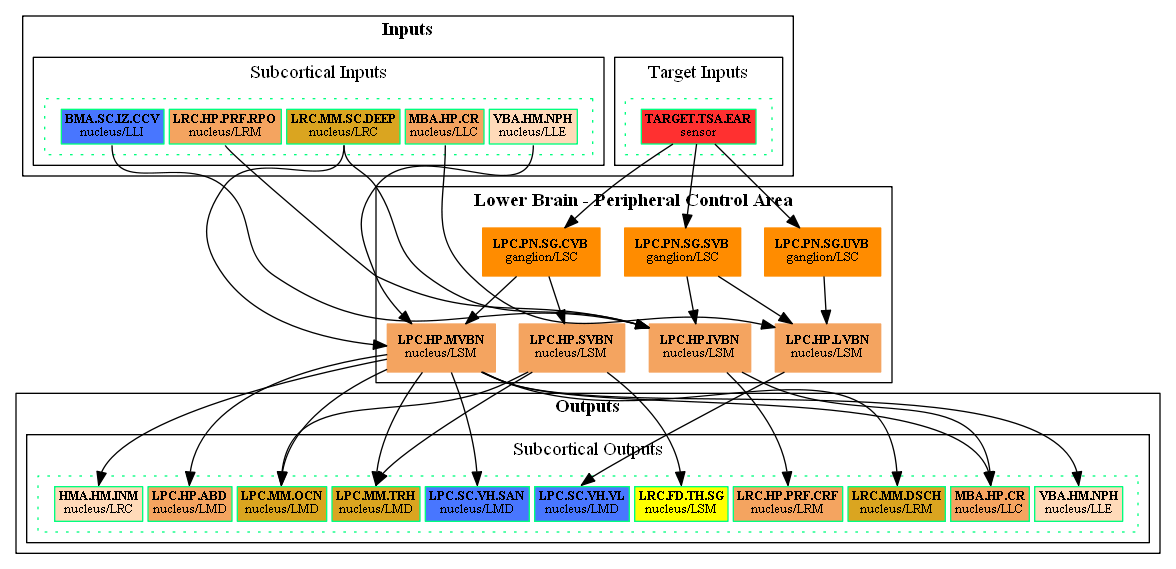 Inputs
Subcortical Inputs
Target Inputs
BMA.SC.IZ.CCV
nucleus/LLI
LRC.HP.PRF.RPO
nucleus/LRM
LRC.MM.SC.DEEP
nucleus/LRC
MBA.HP.CR
nucleus/LLC
VBA.HM.NPH
nucleus/LLE
TARGET.TSA.EAR
sensor
Lower Brain - Peripheral Control Area
LPC.PN.SG.CVB
ganglion/LSC
LPC.PN.SG.SVB
ganglion/LSC
LPC.PN.SG.UVB
ganglion/LSC
LPC.HP.MVBN
nucleus/LSM
LPC.HP.SVBN
nucleus/LSM
LPC.HP.IVBN
nucleus/LSM
LPC.HP.LVBN
nucleus/LSM
Outputs
Subcortical Outputs
HMA.HM.INM
nucleus/LRC
LPC.HP.ABD
nucleus/LMD
LPC.MM.OCN
nucleus/LMD
LPC.MM.TRH
nucleus/LMD
LPC.SC.VH.SAN
nucleus/LMD
LPC.SC.VH.VL
nucleus/LMD
LRC.FD.TH.SG
nucleus/LSM
LRC.HP.PRF.CRF
nucleus/LRM
LRC.MM.DSCH
nucleus/LRM
MBA.HP.CR
nucleus/LLC
VBA.HM.NPH
nucleus/LLE